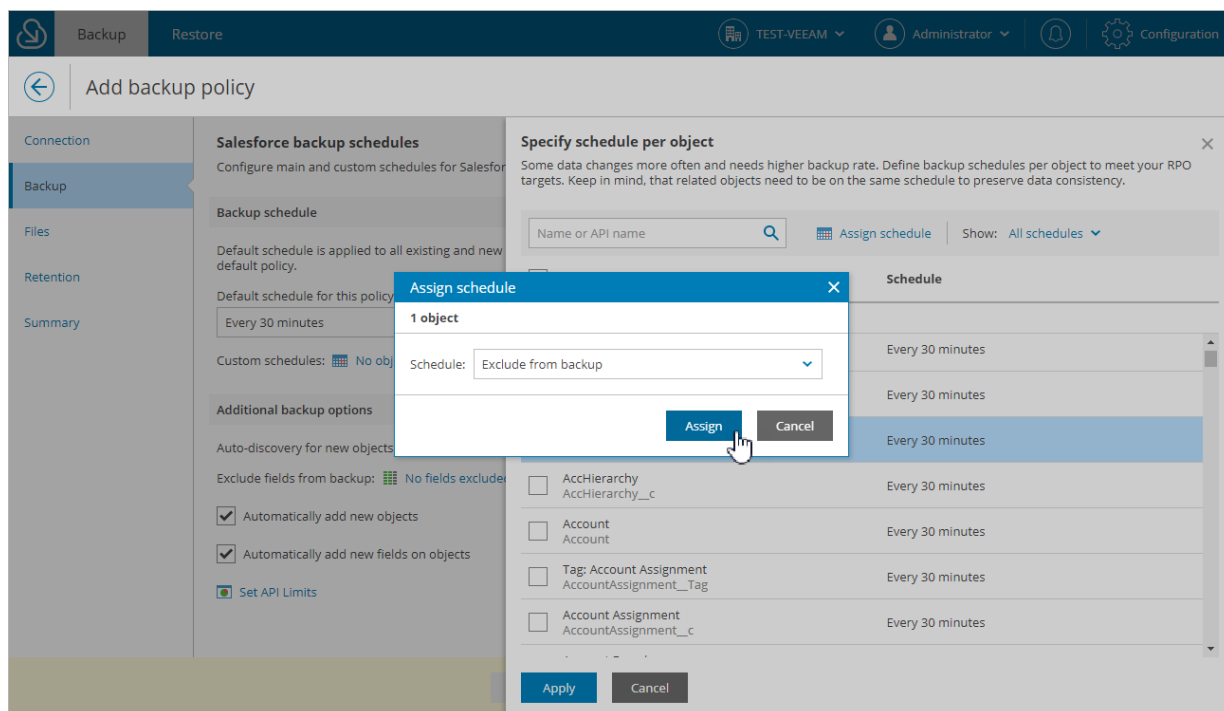 Backup
Restore
TEST-VEEAM
Administrator
Configuration
Add backup policy
Connection
Backup
Files
Retention
Summary
Salesforce backup schedules
Configure main and custom schedules for Salesfor
Backup schedule
Default schedule is applied to all existing and new
default policy.
Default schedule for this policy
Every 30 minutes
Custom schedules: No obj
Additional backup options
Auto-discovery for new objects
Exclude fields from backup: No fields excluded
Automatically add new objects
Automatically add new fields on objects
Set API Limits
Specify schedule per object
Some data changes more often and needs higher backup rate. Define backup schedules per object to meet your RPO
targets. Keep in mind, that related objects need to be on the same schedule to preserve data consistency.
Name or API name
Assign schedule
Show: All schedules
Schedule
Every 30 minutes
Every 30 minutes
Every 30 minutes
AccHierarchy
AccHierarchy__c
Every 30 minutes
Account
Account
Every 30 minutes
Tag: Account Assignment
AccountAssignment__Tag
Every 30 minutes
Account Assignment
AccountAssignment__c
Every 30 minutes
Apply
Cancel
Assign schedule
1 object
Schedule: Exclude from backup
Assign
Cancel